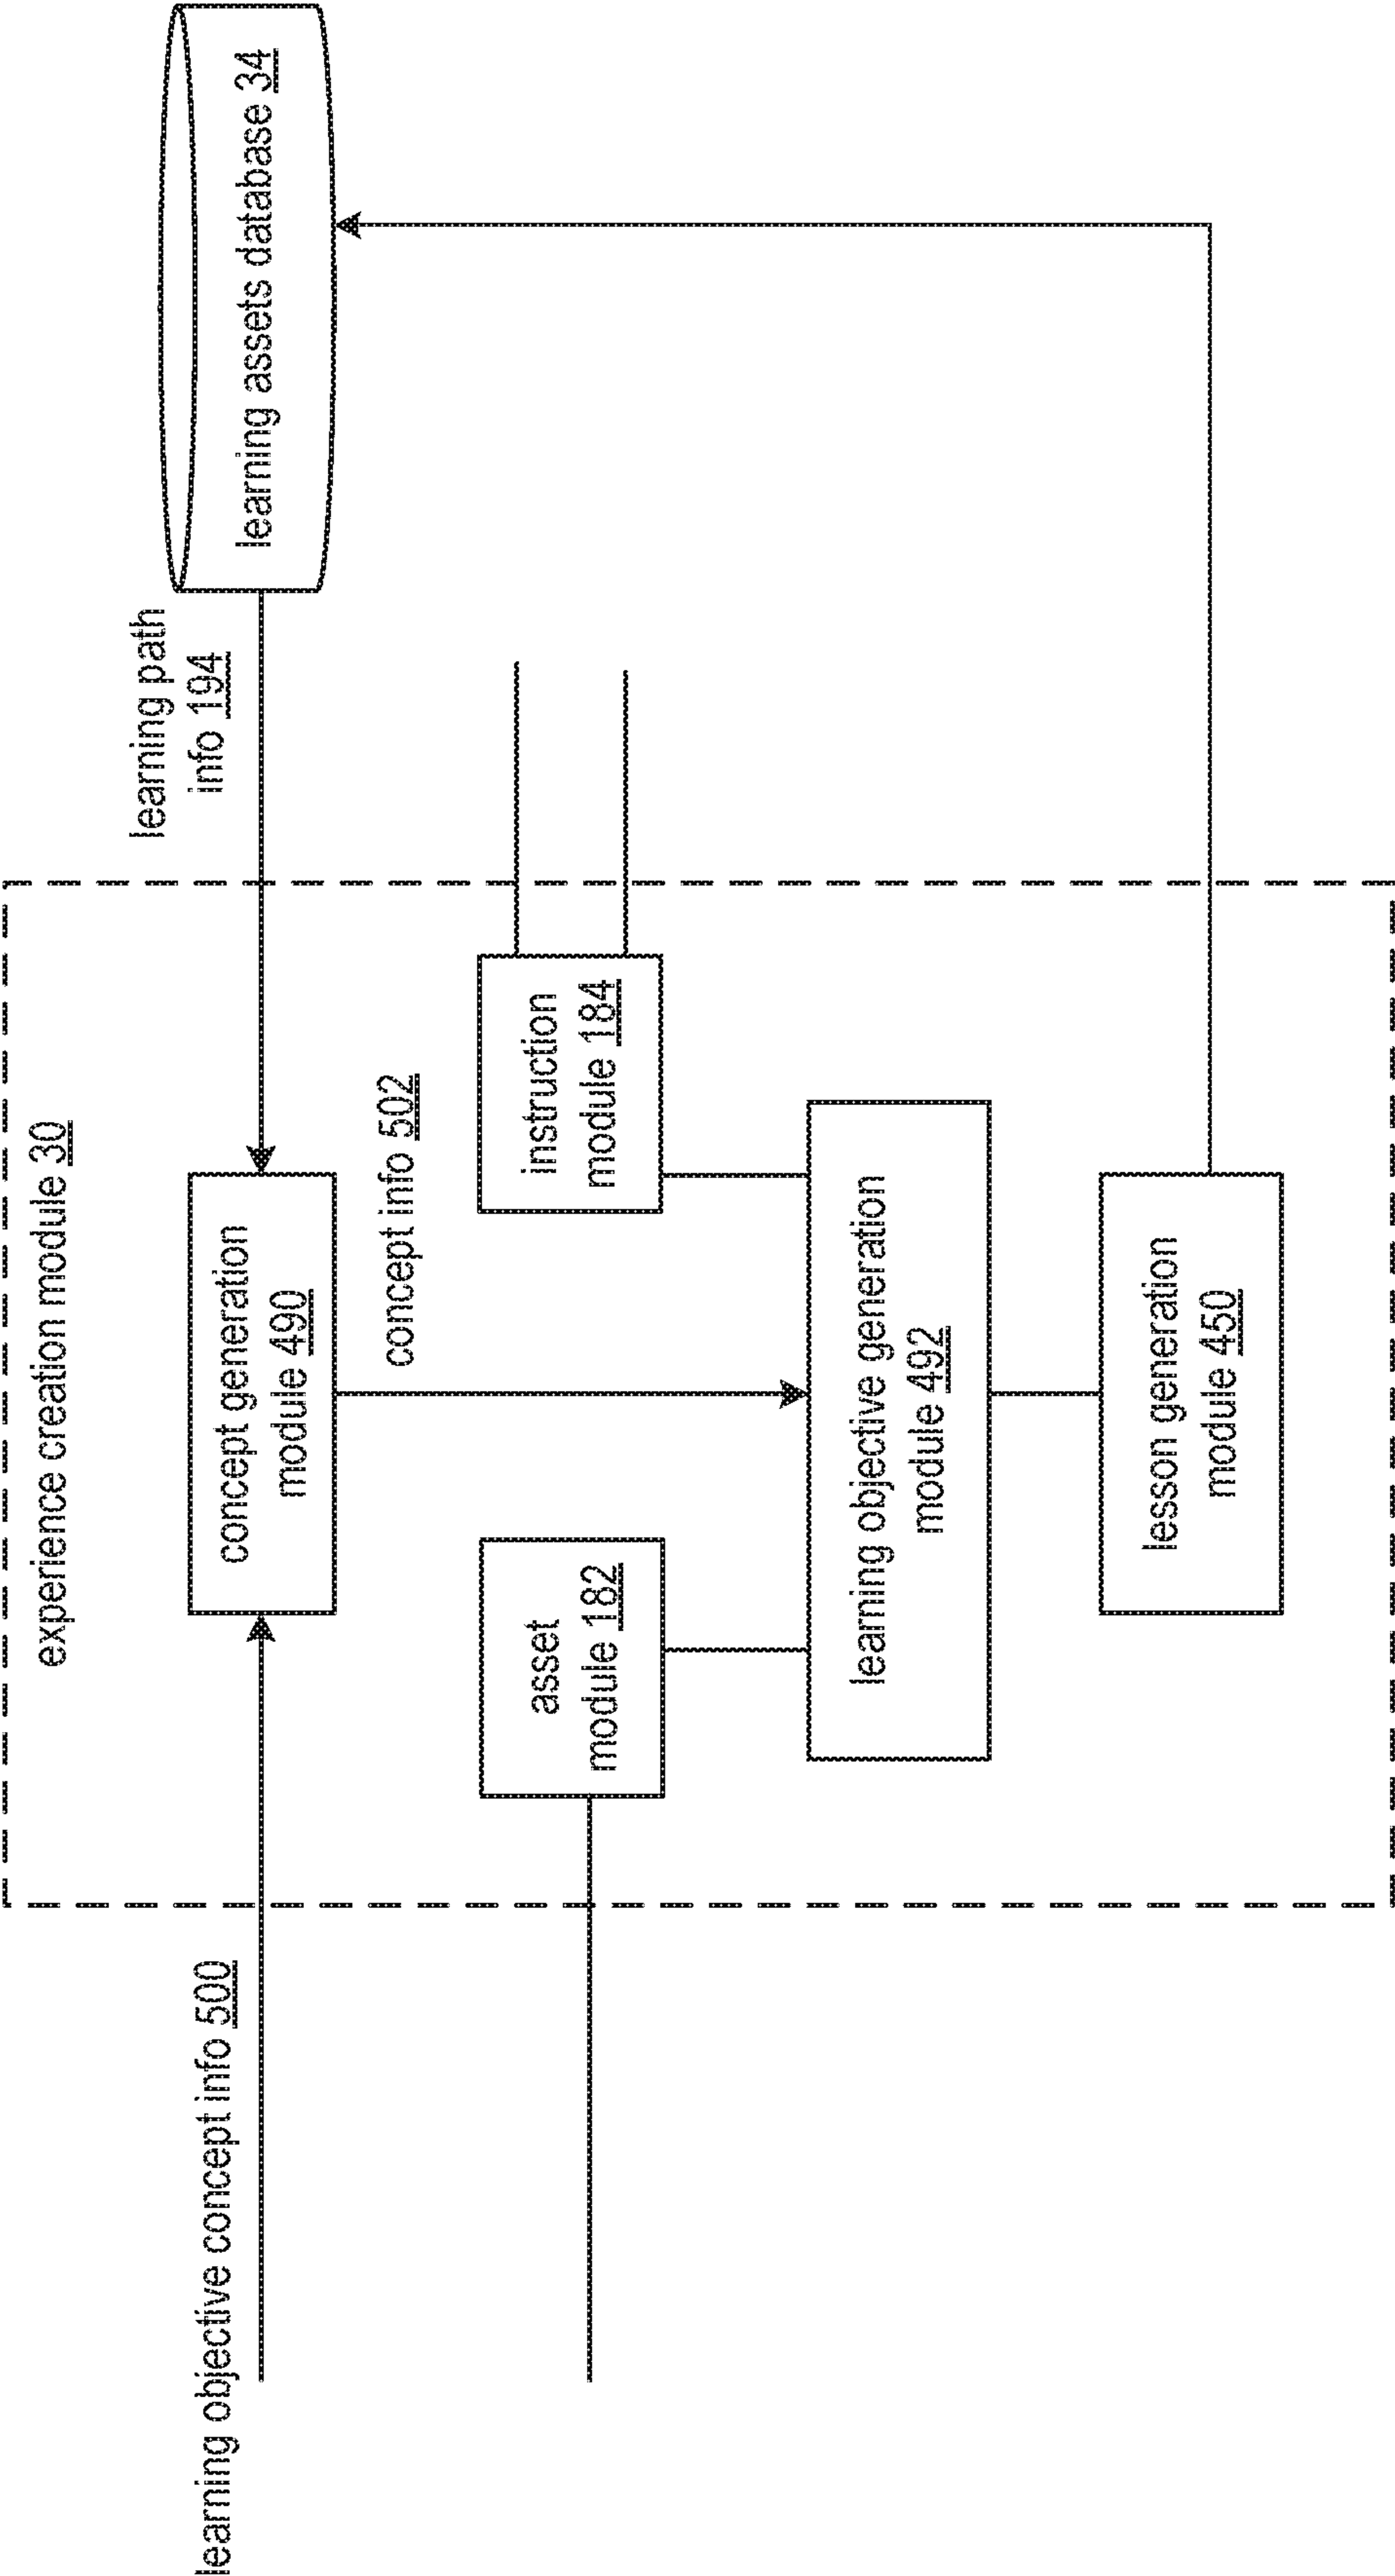 experience creation module 30
learning objective concept info 500
concept generation
module 490
learning path
info 194
learning assets database 34
concept info 502
asset
module 182
instruction
module 184
learning objective generation
module 492
lesson generation
module 450